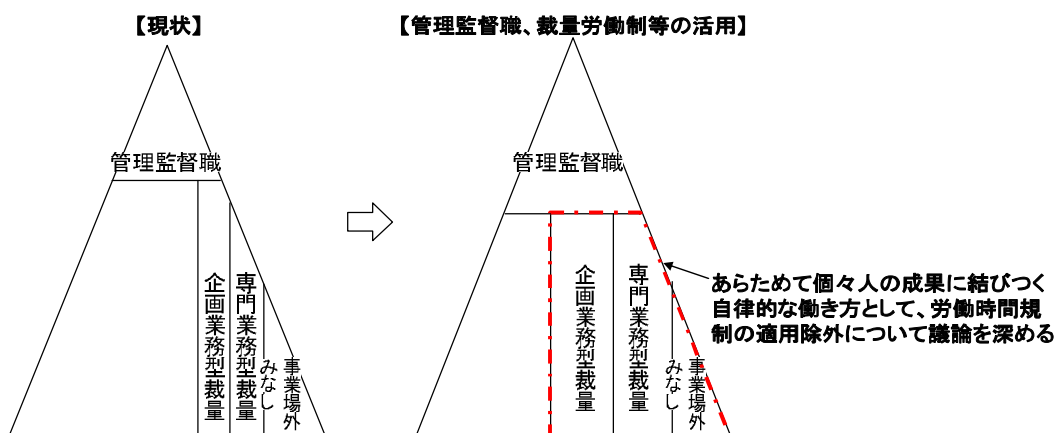 【現状】
管理監督職
企画業務型裁量
専門業務型裁量
事業場外
みなし
【管理監督職、裁量労働制等の活用】
管理監督職
企画業務型裁量
専門業務型裁量
事業場外
みなし
あらためて個々人の成果に結びつく
自律的な働き方として、労働時間規
制の適用除外について議論を深める